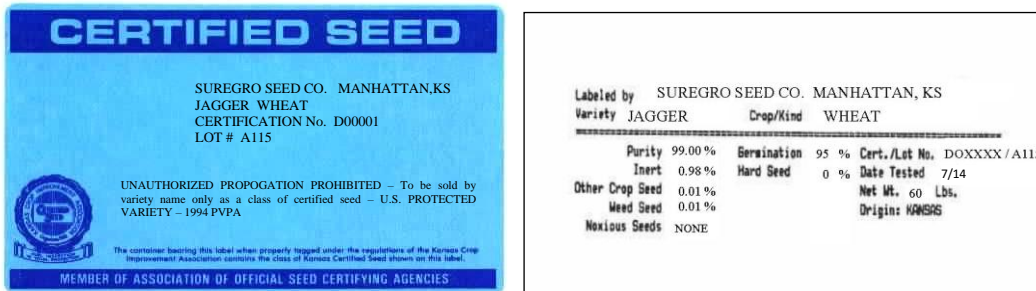 CERTIFIED SEED
SUREGRO SEED CO. MANHATTAN,KS
JAGGER WHEAT
CERTIFICATION No. D00001
LOT # A115
UNAUTHORIZED PROPOGATION PROHIBITED – To be sold by
variety name only as a class of certified seed – U.S. PROTECTED
VARIETY – 1994 PVPA
The container bearing this label when properly tagged under the regulations of the Kansas Crop
Improvement Association contains the class of Kansas Certified Seed shown on this label.
MEMBER OF ASSOCIATION OF OFFICIAL SEED CERTIFYING AGENCIES
Labeled by SUREGRO SEED CO. MANHATTAN, KS
Variety JAGGER Crop/Kind WHEAT
Purity 99.00 % Germination 95 % Cert./Lot No. DOXXXX / A115
Inert 0.98 % Hard Seed 0 % Date Tested 7/14
Other Crop Seed 0.01 % Net Wt. 60 Lbs.
Weed Seed 0.01 % Origin: KANSAS
Noxious Seeds NONE